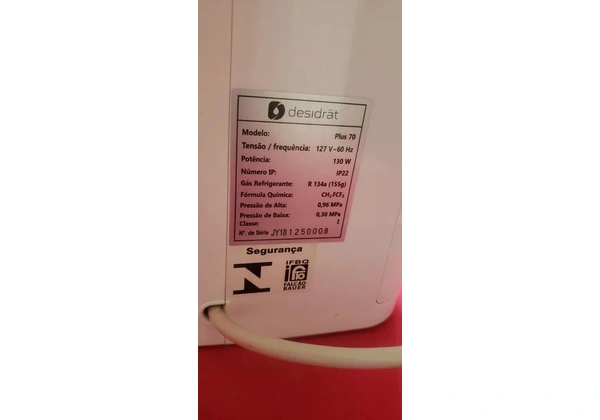 desidrät
Modelo: Plus 70
Tensão / frequência: 127 V~60 Hz
Potência: 130 W
Número IP: IP22
Gás Refrigerante: R 134a (155g)
Fórmula Química: CH₂FCF₃
Pressão de Alta: 0,96 MPa
Pressão de Baixa: 0,30 MPa
Classe: I
Nº. de Série JY181250008
Segurança
IFBQ
FALCÃO
BAUER